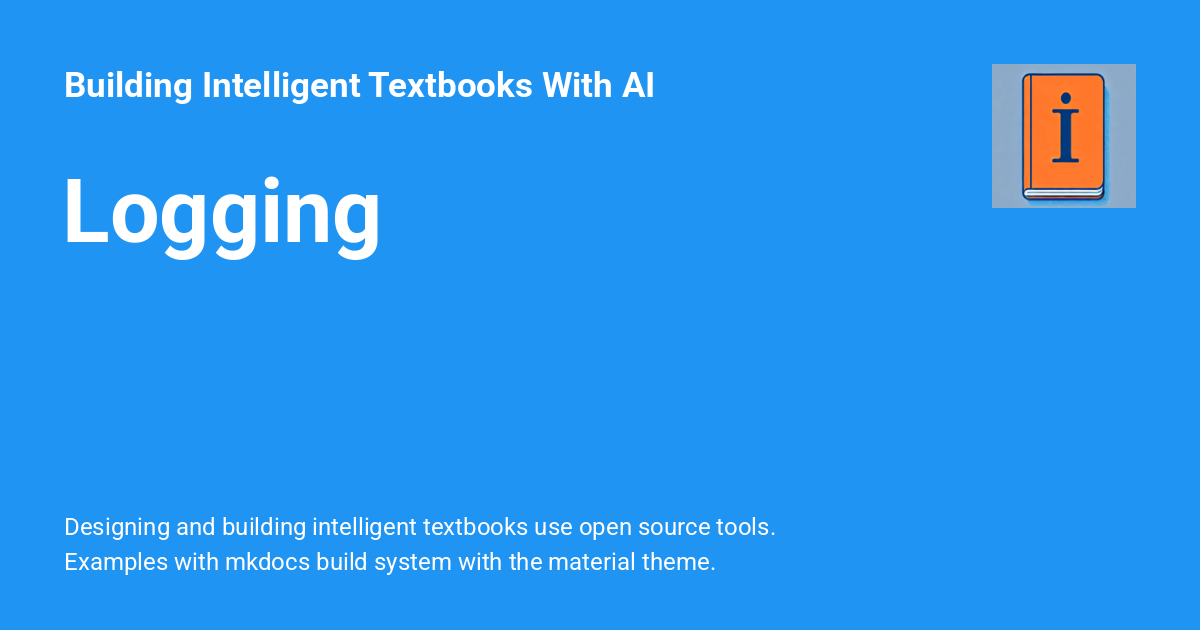 Building Intelligent Textbooks With AI
i
Logging
Designing and building intelligent textbooks use open source tools.
Examples with mkdocs build system with the material theme.